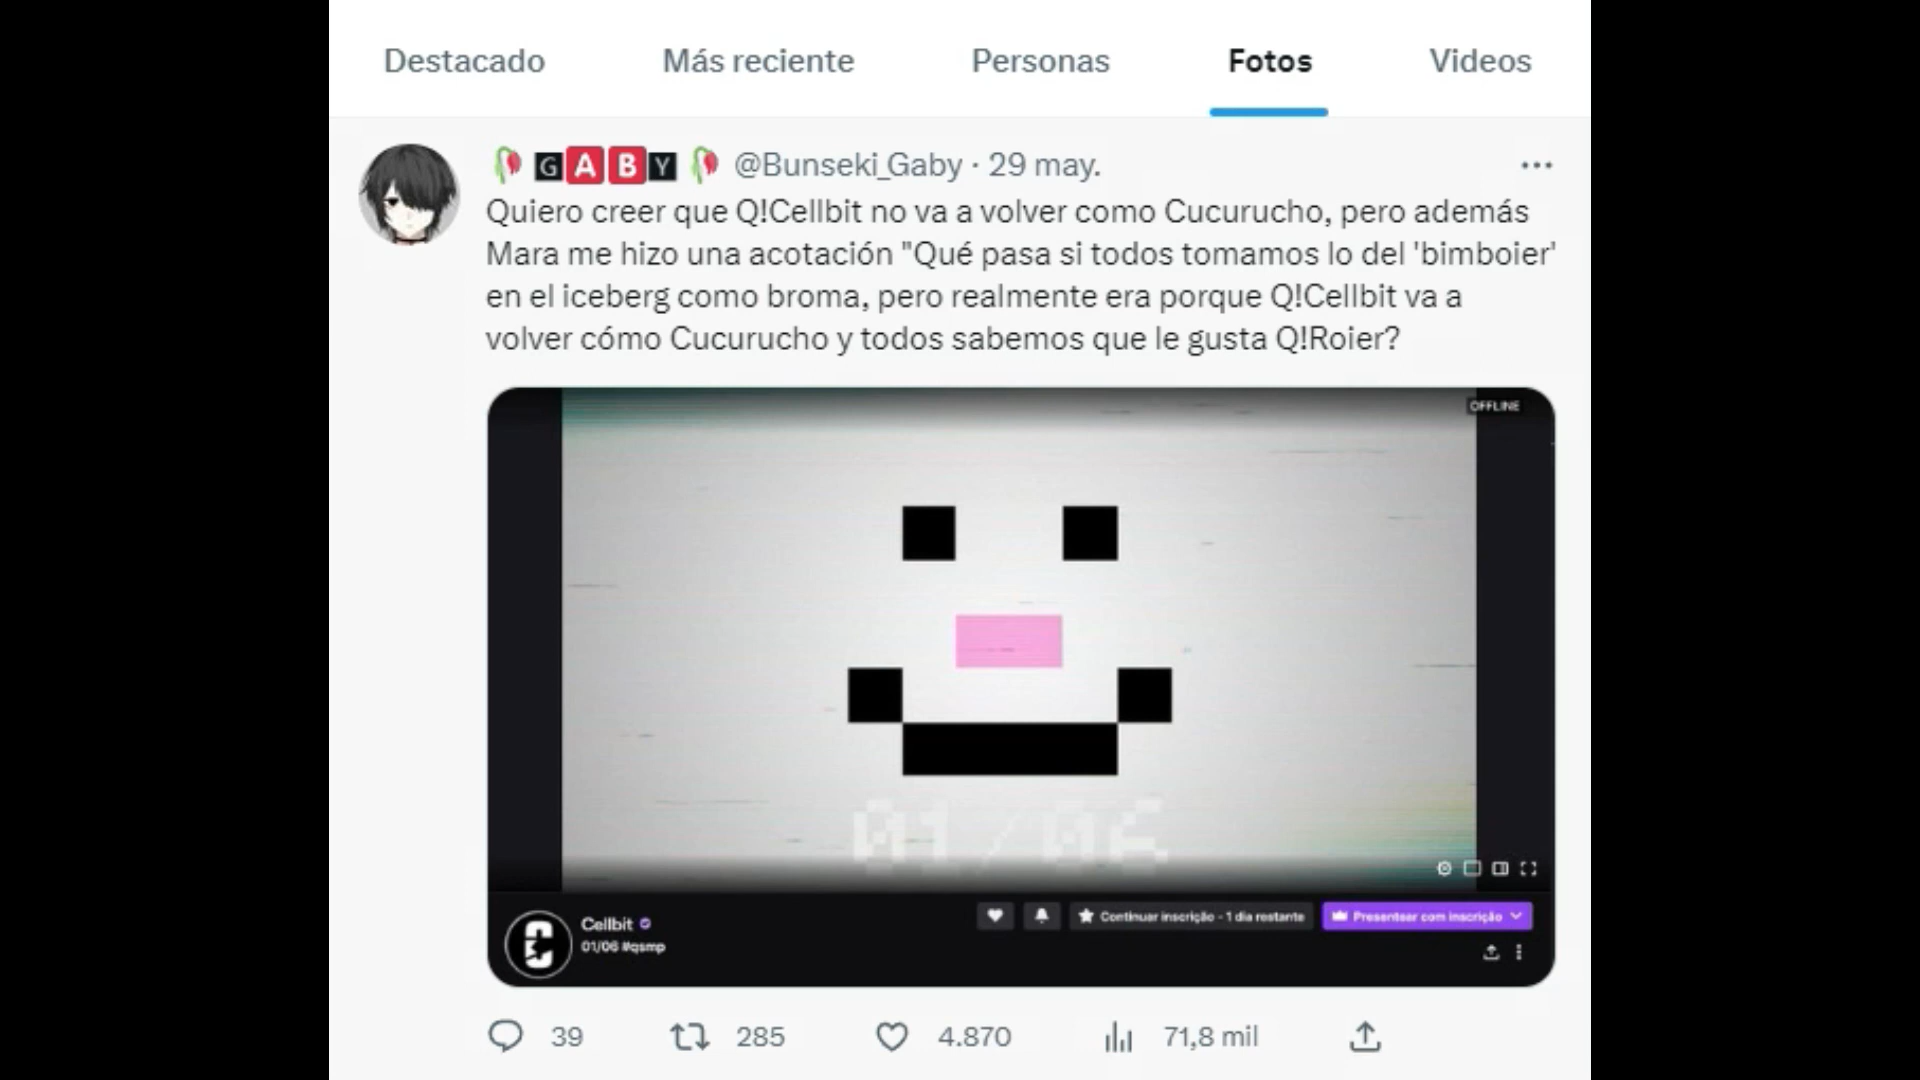 Destacado Más reciente Personas Fotos Videos
🥀 🅶🅰🅱🆈 🥀 @Bunseki_Gaby · 29 may.
Quiero creer que Q!Cellbit no va a volver como Cucurucho, pero además
Mara me hizo una acotación "Qué pasa si todos tomamos lo del 'bimboier'
en el iceberg como broma, pero realmente era porque Q!Cellbit va a
volver cómo Cucurucho y todos sabemos que le gusta Q!Roier?
OFFLINE
01/06
Continuar inscrição - 1 dia restante Presentear com inscrição
Cellbit
01/06 #qsmp
39 285 4.870 71,8 mil